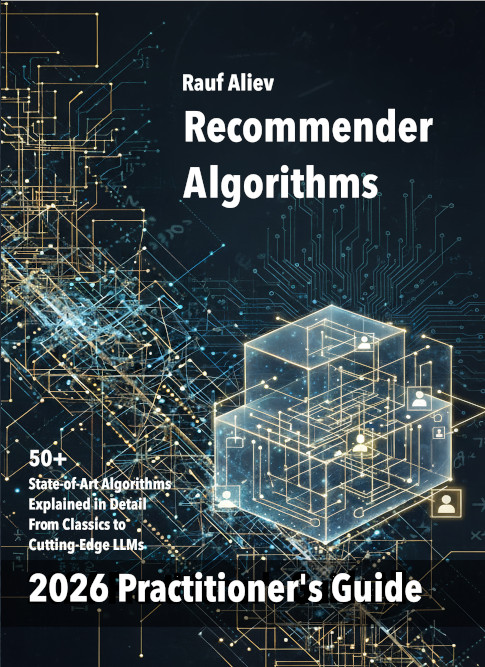 Rauf Aliev
Recommender
Algorithms
50+
State-of-Art Algorithms
Explained in Detail
From Classics to
Cutting-Edge LLMs
2026 Practitioner's Guide